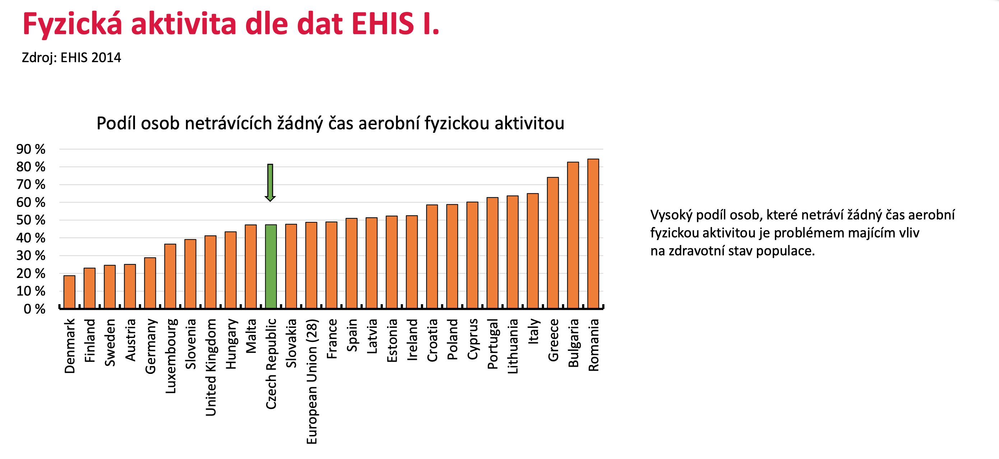 Fyzická aktivita dle dat EHIS I.
Zdroj: EHIS 2014
Podíl osob netrávících žádný čas aerobní fyzickou aktivitou
90 %
80 %
70 %
60 %
50 %
40 %
30 %
20 %
10 %
0 %
Denmark
Finland
Sweden
Austria
Germany
Luxembourg
Slovenia
United Kingdom
Hungary
Malta
Czech Republic
Slovakia
European Union (28)
France
Spain
Latvia
Estonia
Ireland
Croatia
Poland
Cyprus
Portugal
Lithuania
Italy
Greece
Bulgaria
Romania
Vysoký podíl osob, které netráví žádný čas aerobní
fyzickou aktivitou je problémem majícím vliv
na zdravotní stav populace.